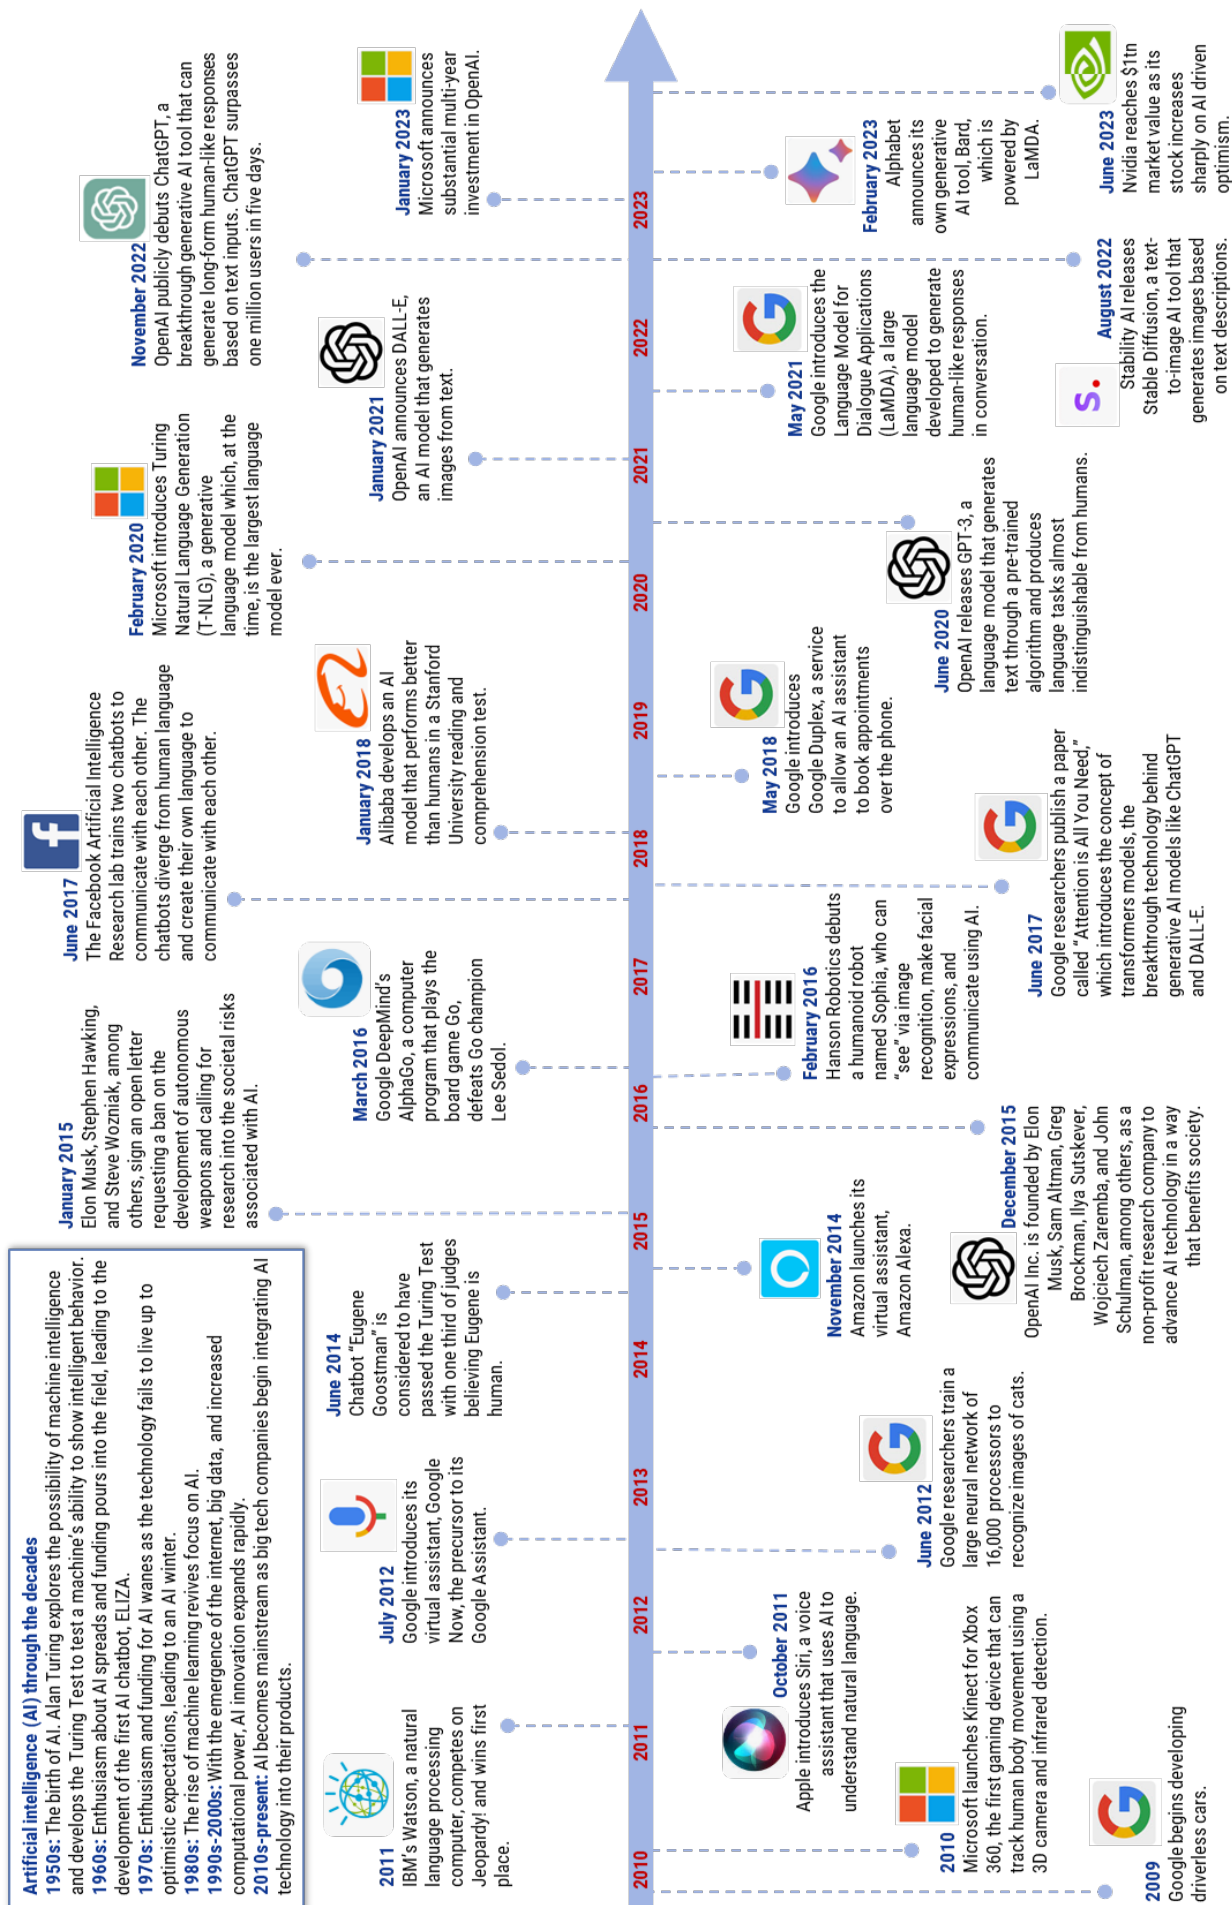 Artificial intelligence (AI) through the decades
1950s: The birth of AI. Alan Turing explores the possibility of machine intelligence
and develops the Turing Test to test a machine's ability to show intelligent behavior.
1960s: Enthusiasm about AI spreads and funding pours into the field, leading to the
development of the first AI chatbot, ELIZA.
1970s: Enthusiasm and funding for AI wanes as the technology fails to live up to
optimistic expectations, leading to an AI winter.
1980s: The rise of machine learning revives focus on AI.
1990s-2000s: With the emergence of the internet, big data, and increased
computational power, AI innovation expands rapidly.
2010s-present: AI becomes mainstream as big tech companies begin integrating AI
technology into their products.
January 2015
Elon Musk, Stephen Hawking,
and Steve Wozniak, among
others, sign an open letter
requesting a ban on the
development of autonomous
weapons and calling for
research into the societal risks
associated with AI.
June 2017
The Facebook Artificial Intelligence
Research lab trains two chatbots to
communicate with each other. The
chatbots diverge from human language
and create their own language to
communicate with each other.
February 2020
Microsoft introduces Turing
Natural Language Generation
(T-NLG), a generative
language model which, at the
time, is the largest language
model ever.
November 2022
OpenAI publicly debuts ChatGPT, a
breakthrough generative AI tool that can
generate long-form human-like responses
based on text inputs. ChatGPT surpasses
one million users in five days.
2011
IBM's Watson, a natural
language processing
computer, competes on
Jeopardy! and wins first
place.
July 2012
Google introduces its
virtual assistant, Google
Now, the precursor to its
Google Assistant.
June 2014
Chatbot "Eugene
Goostman" is
considered to have
passed the Turing Test
with one third of judges
believing Eugene is
human.
March 2016
Google DeepMind's
AlphaGo, a computer
program that plays the
board game Go,
defeats Go champion
Lee Sedol.
January 2018
Alibaba develops an AI
model that performs better
than humans in a Stanford
University reading and
comprehension test.
January 2021
OpenAI announces DALL-E,
an AI model that generates
images from text.
January 2023
Microsoft announces
substantial multi-year
investment in OpenAI.
2010
2011
2012
2013
2014
2015
2016
2017
2018
2019
2020
2021
2022
2023
October 2011
Apple introduces Siri, a voice
assistant that uses AI to
understand natural language.
November 2014
Amazon launches its
virtual assistant,
Amazon Alexa.
February 2016
Hanson Robotics debuts
a humanoid robot
named Sophia, who can
"see" via image
recognition, make facial
expressions, and
communicate using AI.
May 2018
Google introduces
Google Duplex, a service
to allow an AI assistant
to book appointments
over the phone.
May 2021
Google introduces the
Language Model for
Dialogue Applications
(LaMDA), a large
language model
developed to generate
human-like responses
in conversation.
February 2023
Alphabet
announces its
own generative
AI tool, Bard,
which is
powered by
LaMDA.
2010
Microsoft launches Kinect for Xbox
360, the first gaming device that can
track human body movement using a
3D camera and infrared detection.
June 2012
Google researchers train a
large neural network of
16,000 processors to
recognize images of cats.
December 2015
OpenAI Inc. is founded by Elon
Musk, Sam Altman, Greg
Brockman, Ilya Sutskever,
Wojciech Zaremba, and John
Schulman, among others, as a
non-profit research company to
advance AI technology in a way
that benefits society.
June 2017
Google researchers publish a paper
called "Attention is All You Need,"
which introduces the concept of
transformers models, the
breakthrough technology behind
generative AI models like ChatGPT
and DALL-E.
June 2020
OpenAI releases GPT-3, a
language model that generates
text through a pre-trained
algorithm and produces
language tasks almost
indistinguishable from humans.
s.
August 2022
Stability AI releases
Stable Diffusion, a text-
to-image AI tool that
generates images based
on text descriptions.
June 2023
Nvidia reaches $1tn
market value as its
stock increases
sharply on AI driven
optimism.
2009
Google begins developing
driverless cars.